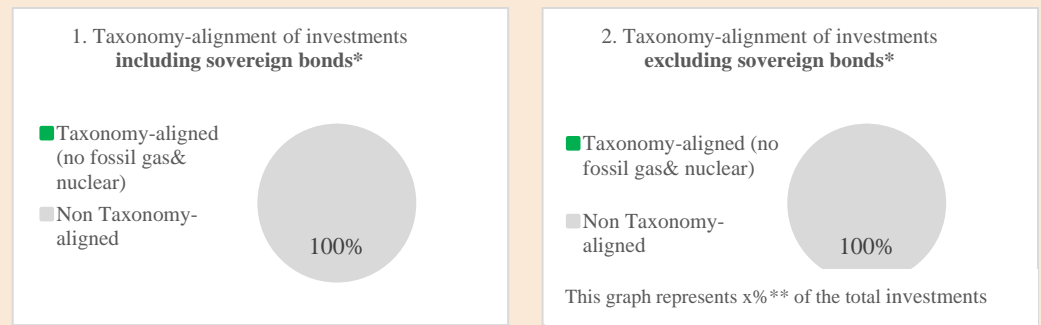 1. Taxonomy-alignment of investments
including sovereign bonds*
Taxonomy-aligned
(no fossil gas&
nuclear)
Non Taxonomy-
aligned
100%
2. Taxonomy-alignment of investments
excluding sovereign bonds*
Taxonomy-aligned (no
fossil gas& nuclear)
Non Taxonomy-
aligned
100%
This graph represents x%** of the total investments